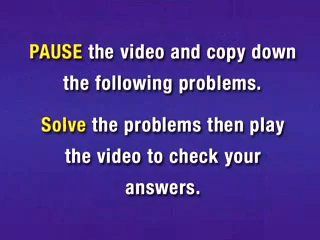 PAUSE the video and copy down
the following problems.
Solve the problems then play
the video to check your
answers.